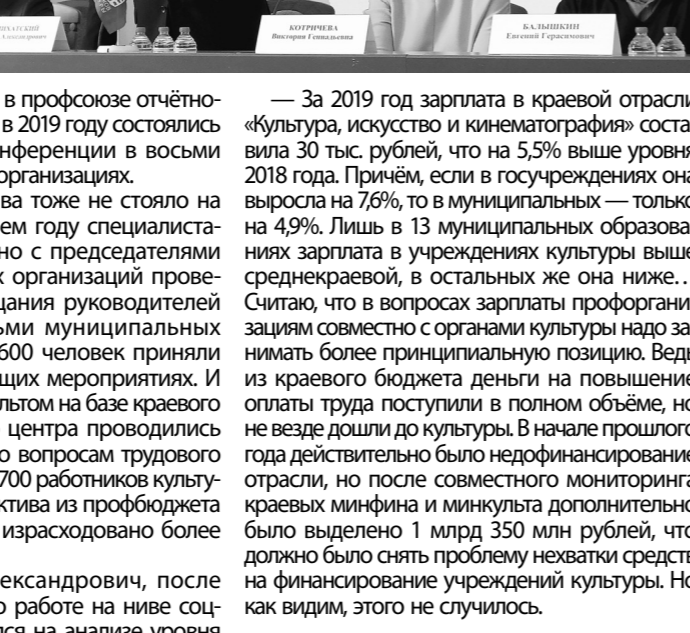 КОТРИЧЕВА
Виктория Геннадьевна
БАЛЫШКИН
Евгений Герасимович
в профсоюзе отчётно-
в 2019 году состоялись
нференции в восьми
организациях.
ва тоже не стояло на
ем году специалиста-
но с председателями
х организаций прове-
щания руководителей
ьми муниципальных
600 человек приняли
щих мероприятиях. И
льтом на базе краевого
центра проводились
о вопросам трудового
700 работников культу-
ктива из профбюджета
израсходовано более
ександрович, после
о работе на ниве соц-
лся на анализе уровня
— За 2019 год зарплата в краевой отрасли
«Культура, искусство и кинематография» соста-
вила 30 тыс. рублей, что на 5,5% выше уровня
2018 года. Причём, если в госучреждениях она
выросла на 7,6%, то в муниципальных — только
на 4,9%. Лишь в 13 муниципальных образова-
ниях зарплата в учреждениях культуры выше
среднекраевой, в остальных же она ниже…
Считаю, что в вопросах зарплаты профоргани-
зациям совместно с органами культуры надо за-
нимать более принципиальную позицию. Ведь
из краевого бюджета деньги на повышение
оплаты труда поступили в полном объёме, но
не везде дошли до культуры. В начале прошлого
года действительно было недофинансирование
отрасли, но после совместного мониторинга
краевых минфина и минкульта дополнительно
было выделено 1 млрд 350 млн рублей, что
должно было снять проблему нехватки средств
на финансирование учреждений культуры. Но
как видим, этого не случилось.